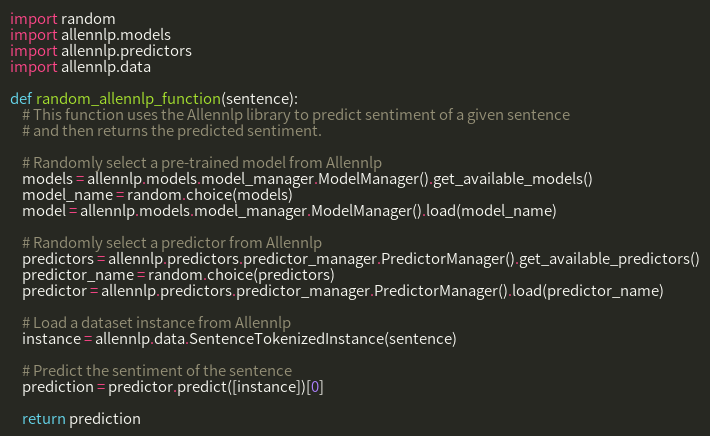 import random
import allennlp.models
import allennlp.predictors
import allennlp.data
def random_allennlp_function(sentence):
# This function uses the Allennlp library to predict sentiment of a given sentence
# and then returns the predicted sentiment.
# Randomly select a pre-trained model from Allennlp
models = allennlp.models.model_manager.ModelManager().get_available_models()
model_name = random.choice(models)
model = allennlp.models.model_manager.ModelManager().load(model_name)
# Randomly select a predictor from Allennlp
predictors = allennlp.predictors.predictor_manager.PredictorManager().get_available_predictors()
predictor_name = random.choice(predictors)
predictor = allennlp.predictors.predictor_manager.PredictorManager().load(predictor_name)
# Load a dataset instance from Allennlp
instance = allennlp.data.SentenceTokenizedInstance(sentence)
# Predict the sentiment of the sentence
prediction = predictor.predict([instance])[0]
return prediction